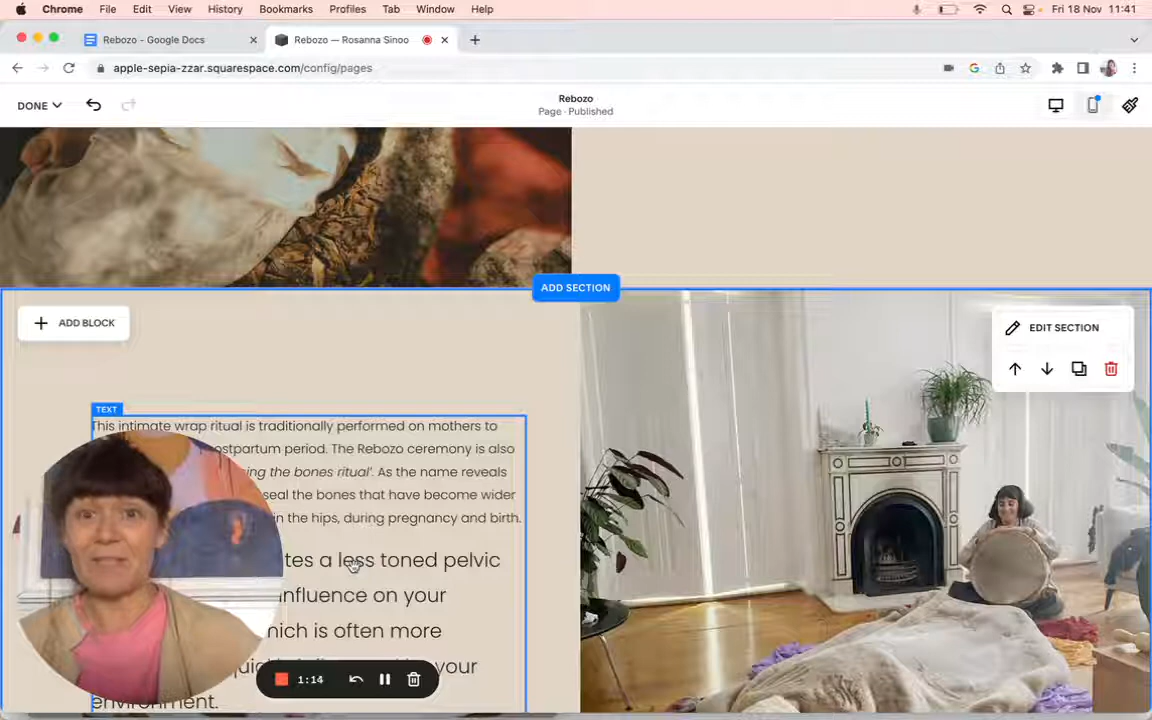 Chrome File Edit View History Bookmarks Profiles Tab Window Help Fri 18 Nov 11:41
Rebozo - Google Docs Rebozo — Rosanna Sinoo
apple-sepia-zzar.squarespace.com/config/pages
DONE
Rebozo
Page · Published
ADD SECTION
ADD BLOCK
EDIT SECTION
TEXT
This intimate wrap ritual is traditionally performed on mothers to
ostpartum period. The Rebozo ceremony is also
ing the bones ritual'. As the name reveals
seal the bones that have become wider
in the hips, during pregnancy and birth.
tes a less toned pelvic
influence on your
hich is often more
your
environment.
1:14